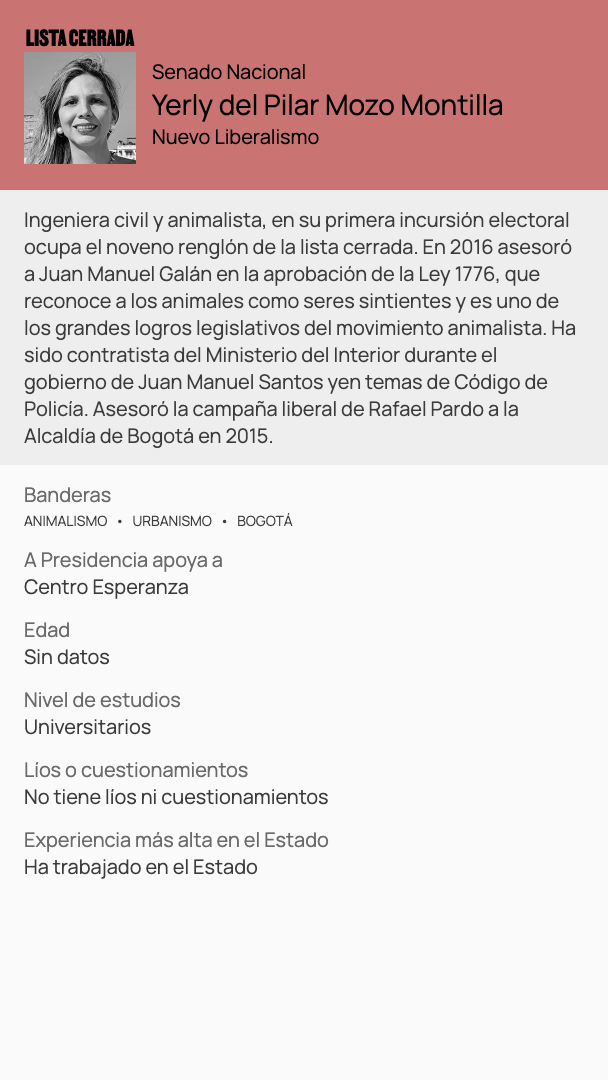 LISTA CERRADA
Senado Nacional
Yerly del Pilar Mozo Montilla
Nuevo Liberalismo
Ingeniera civil y animalista, en su primera incursión electoral
ocupa el noveno renglón de la lista cerrada. En 2016 asesoró
a Juan Manuel Galán en la aprobación de la Ley 1776, que
reconoce a los animales como seres sintientes y es uno de
los grandes logros legislativos del movimiento animalista. Ha
sido contratista del Ministerio del Interior durante el
gobierno de Juan Manuel Santos yen temas de Código de
Policía. Asesoró la campaña liberal de Rafael Pardo a la
Alcaldía de Bogotá en 2015.
Banderas
ANIMALISMO • URBANISMO • BOGOTÁ
A Presidencia apoya a
Centro Esperanza
Edad
Sin datos
Nivel de estudios
Universitarios
Líos o cuestionamientos
No tiene líos ni cuestionamientos
Experiencia más alta en el Estado
Ha trabajado en el Estado